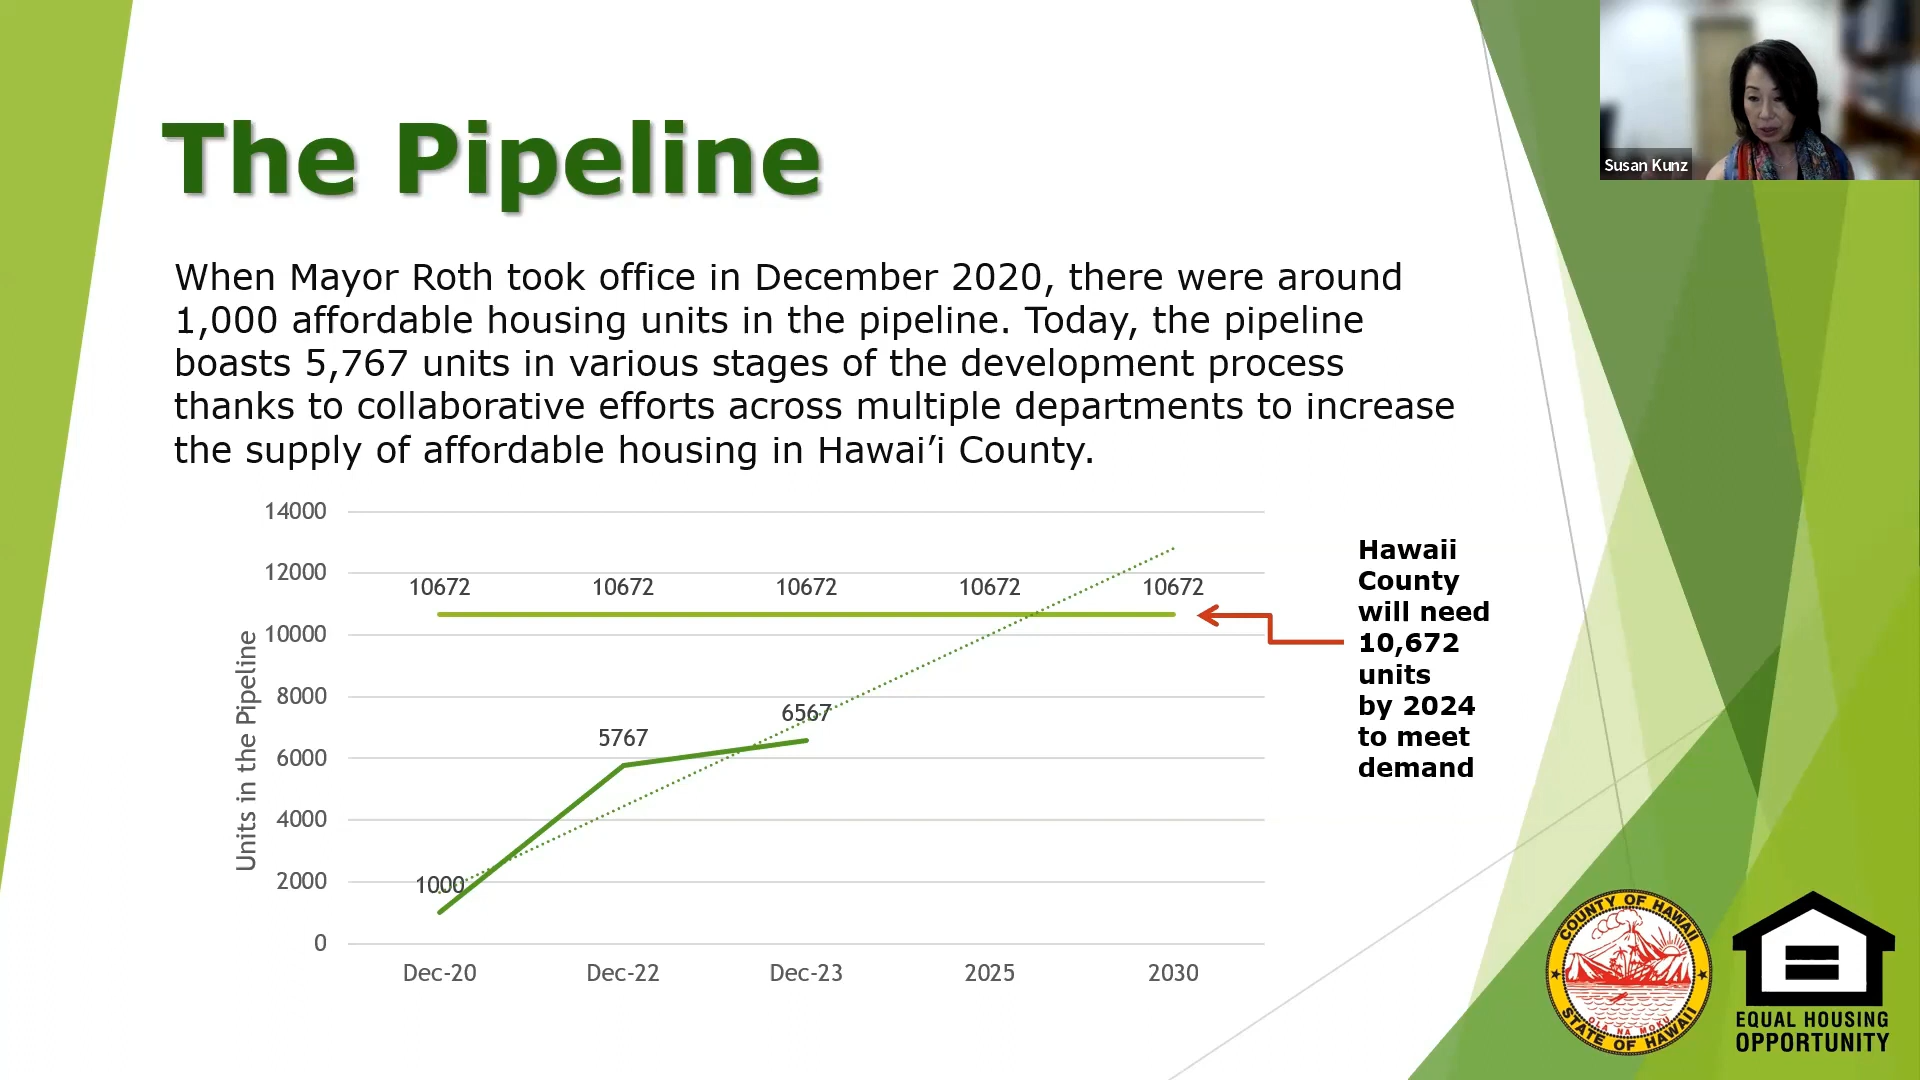 The Pipeline
Susan Kunz
When Mayor Roth took office in December 2020, there were around
1,000 affordable housing units in the pipeline. Today, the pipeline
boasts 5,767 units in various stages of the development process
thanks to collaborative efforts across multiple departments to increase
the supply of affordable housing in Hawai’i County.
Units in the Pipeline
14000
12000
10000
8000
6000
4000
2000
0
10672 10672 10672 10672 10672
1000
5767
6567
Dec-20 Dec-22 Dec-23 2025 2030
Hawaii
County
will need
10,672
units
by 2024
to meet
demand
COUNTY OF HAWAII
OLA NA MOKU
STATE OF HAWAII
EQUAL HOUSING
OPPORTUNITY